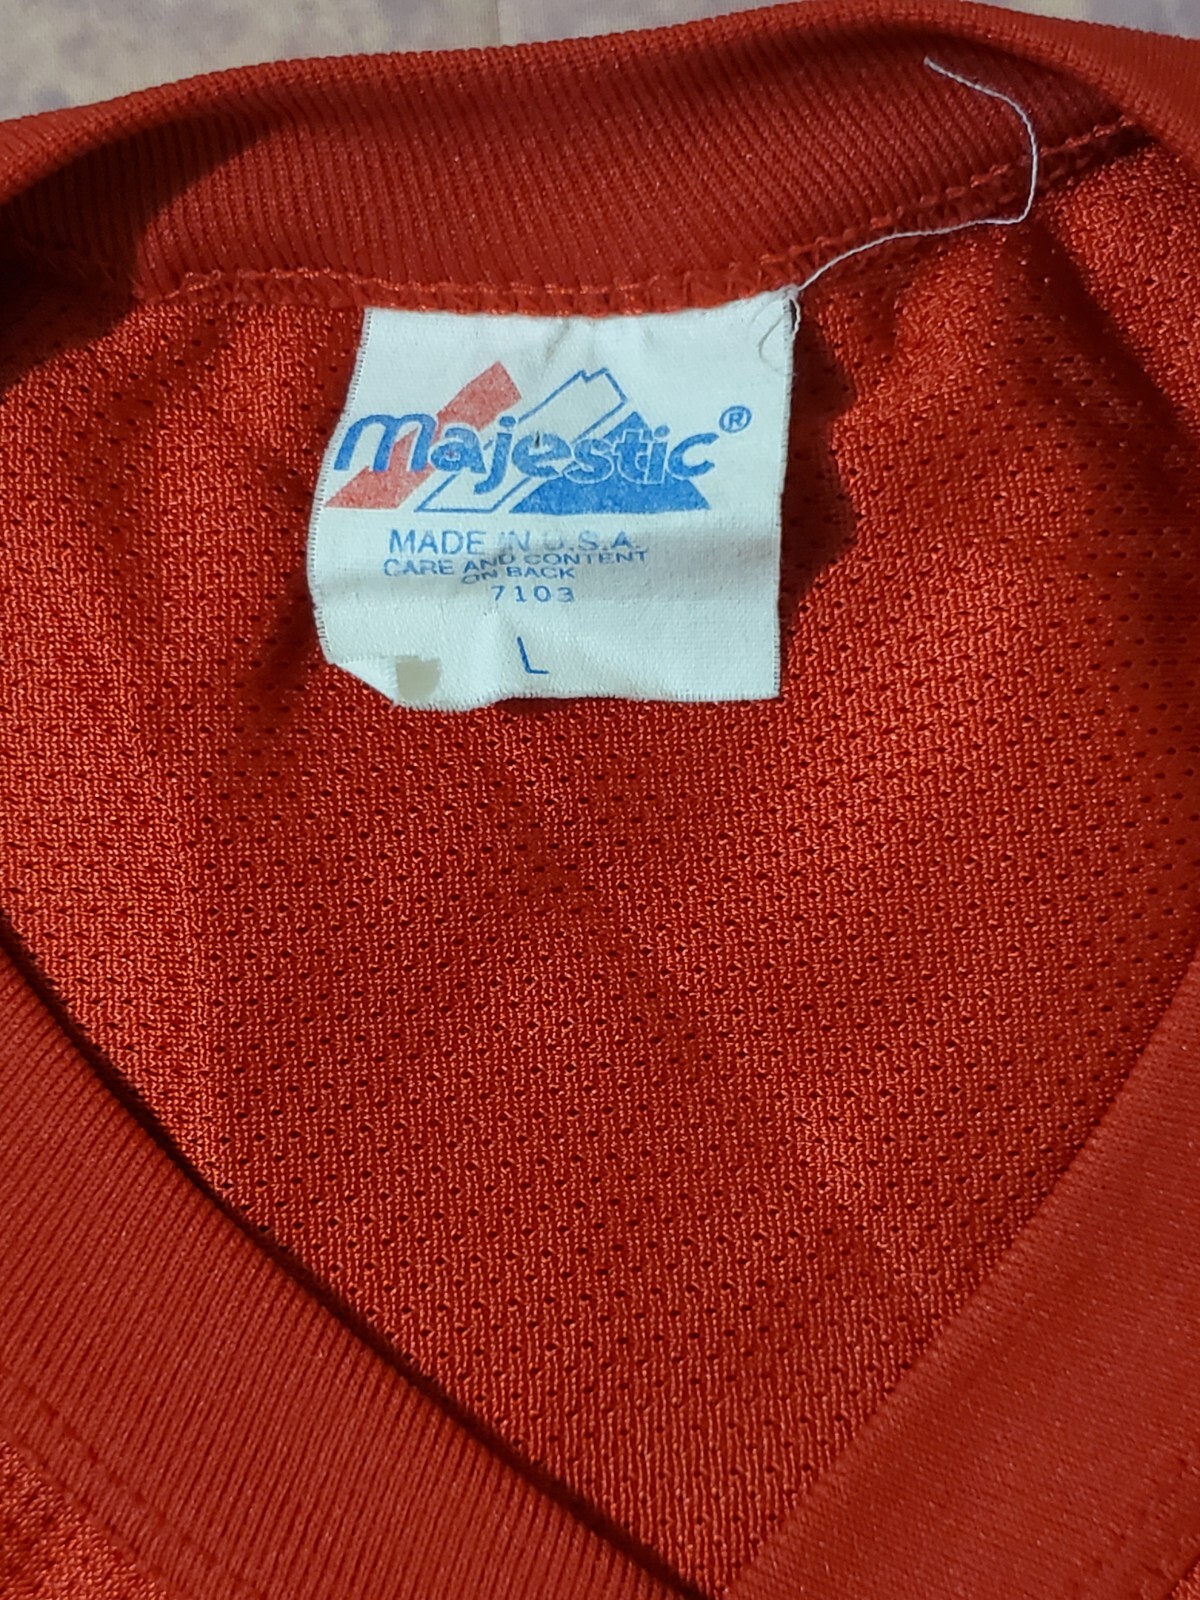 Majestic®
MADE IN U.S.A.
CARE AND CONTENT
ON BACK
7103
L